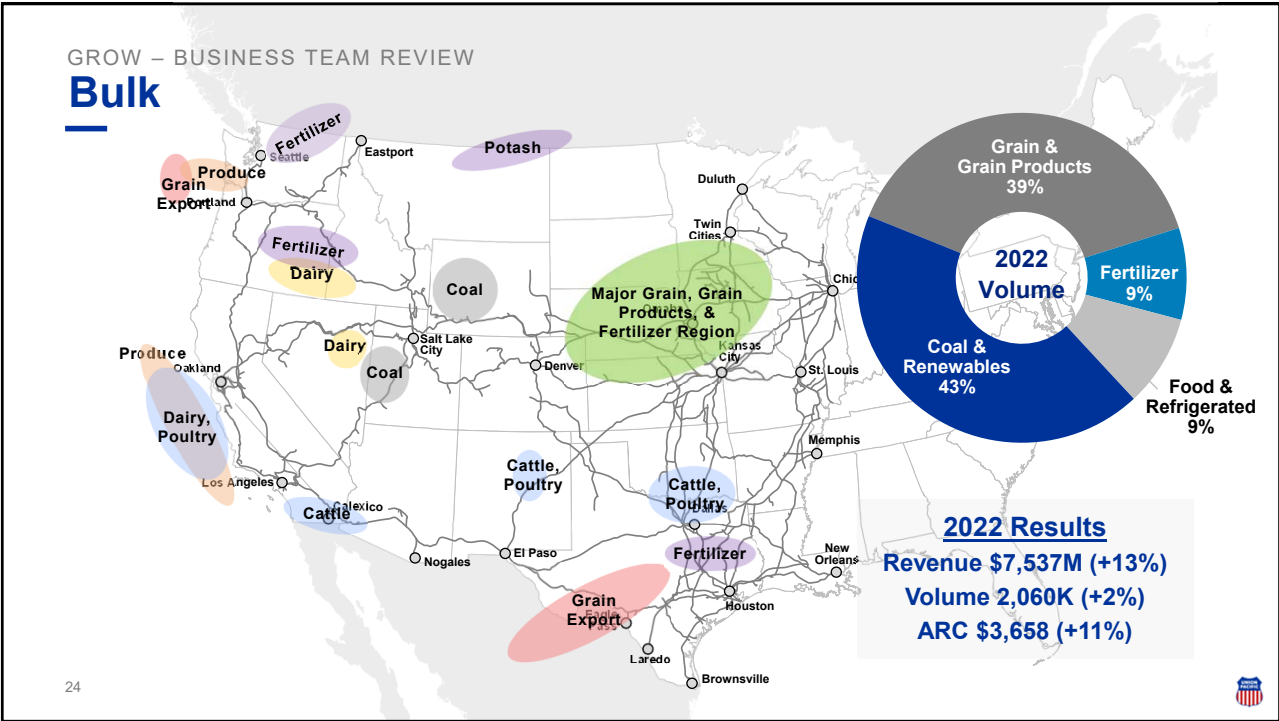 GROW – BUSINESS TEAM REVIEW
Bulk
Fertilizer
Seattle
Eastport
Potash
Produce
Grain
Export
Portland
Duluth
Twin
Cities
Fertilizer
Dairy
Coal
Major Grain, Grain
Products, &
Fertilizer Region
Omaha
Chic
Produce
Oakland
Dairy
Salt Lake
City
Coal
Denver
Kansas
City
St. Louis
Dairy,
Poultry
Memphis
Los Angeles
Cattle,
Poultry
Cattle,
Poultry
Dallas
Calexico
Cattle
Nogales
El Paso
Fertilizer
New
Orleans
Grain
Export
Eagle
Pass
Houston
Laredo
Brownsville
Grain &
Grain Products
39%
2022
Volume
Fertilizer
9%
Coal &
Renewables
43%
Food &
Refrigerated
9%
2022 Results
Revenue $7,537M (+13%)
Volume 2,060K (+2%)
ARC $3,658 (+11%)
24
UNION
PACIFIC